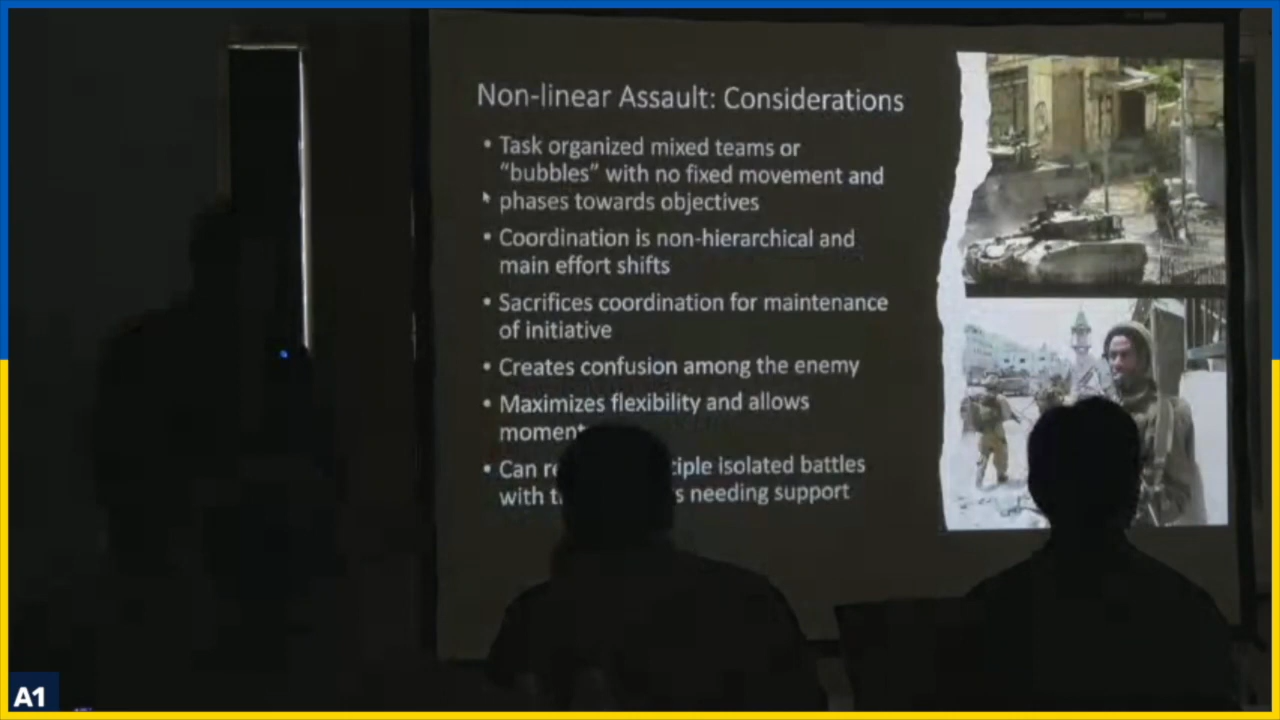 Non-linear Assault: Considerations
• Task organized mixed teams or
“bubbles” with no fixed movement and
phases towards objectives
• Coordination is non-hierarchical and
main effort shifts
• Sacrifices coordination for maintenance
of initiative
• Creates confusion among the enemy
• Maximizes flexibility and allows
• Can isolated battles
with needing support
A1